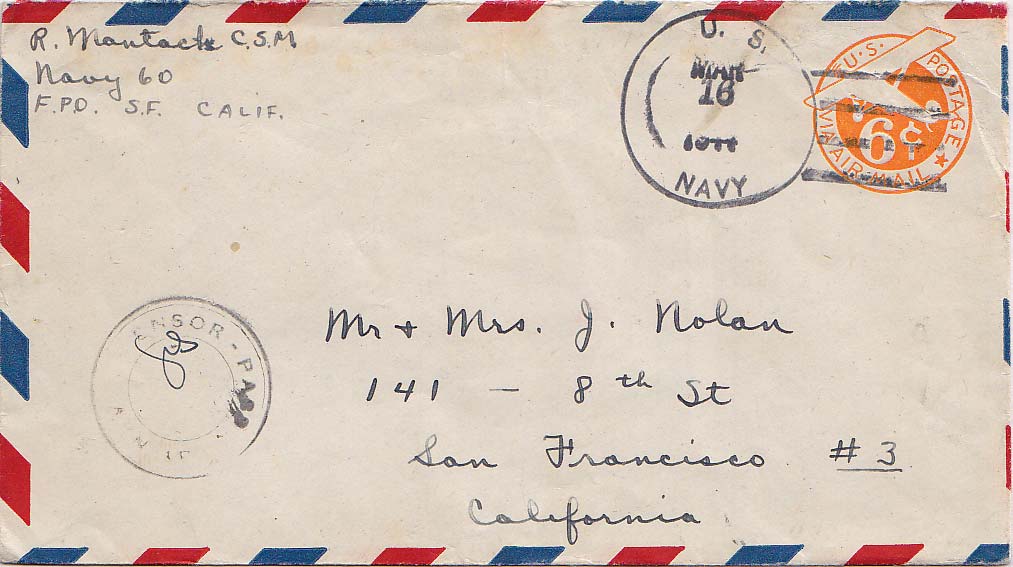 R. Mantack C.S.M
Navy 60
F.P.O. S.F. CALIF.
U. S.
MAR
16
NAVY
U.S. POSTAGE
6¢
VIA AIR MAIL
Mr + Mrs. J. Nolan
141 — 8th St
San Francisco #3
California